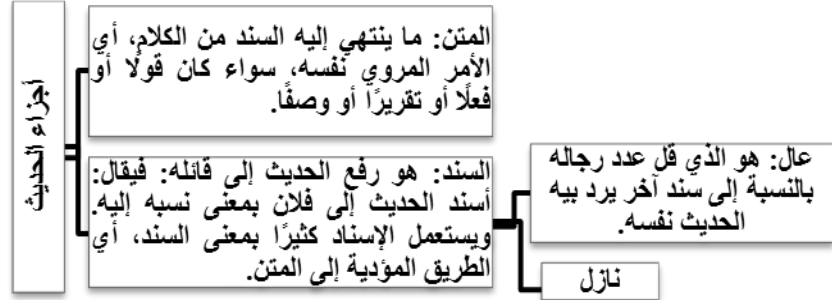 أجزاء الحديث
المتن: ما ينتهي إليه السند من الكلام، أي
الأمر المروي نفسه، سواء كان قولًا أو
فعلًا أو تقريرًا أو وصفًا.
السند: هو رفع الحديث إلى قائله: فيقال:
أسند الحديث إلى فلان بمعنى نسبه إليه.
ويستعمل الإسناد كثيرًا بمعنى السند، أي
الطريق المؤدية إلى المتن.
عال: هو الذي قل عدد رجاله
بالنسبة إلى سند آخر يرد بيه
الحديث نفسه.
نازل